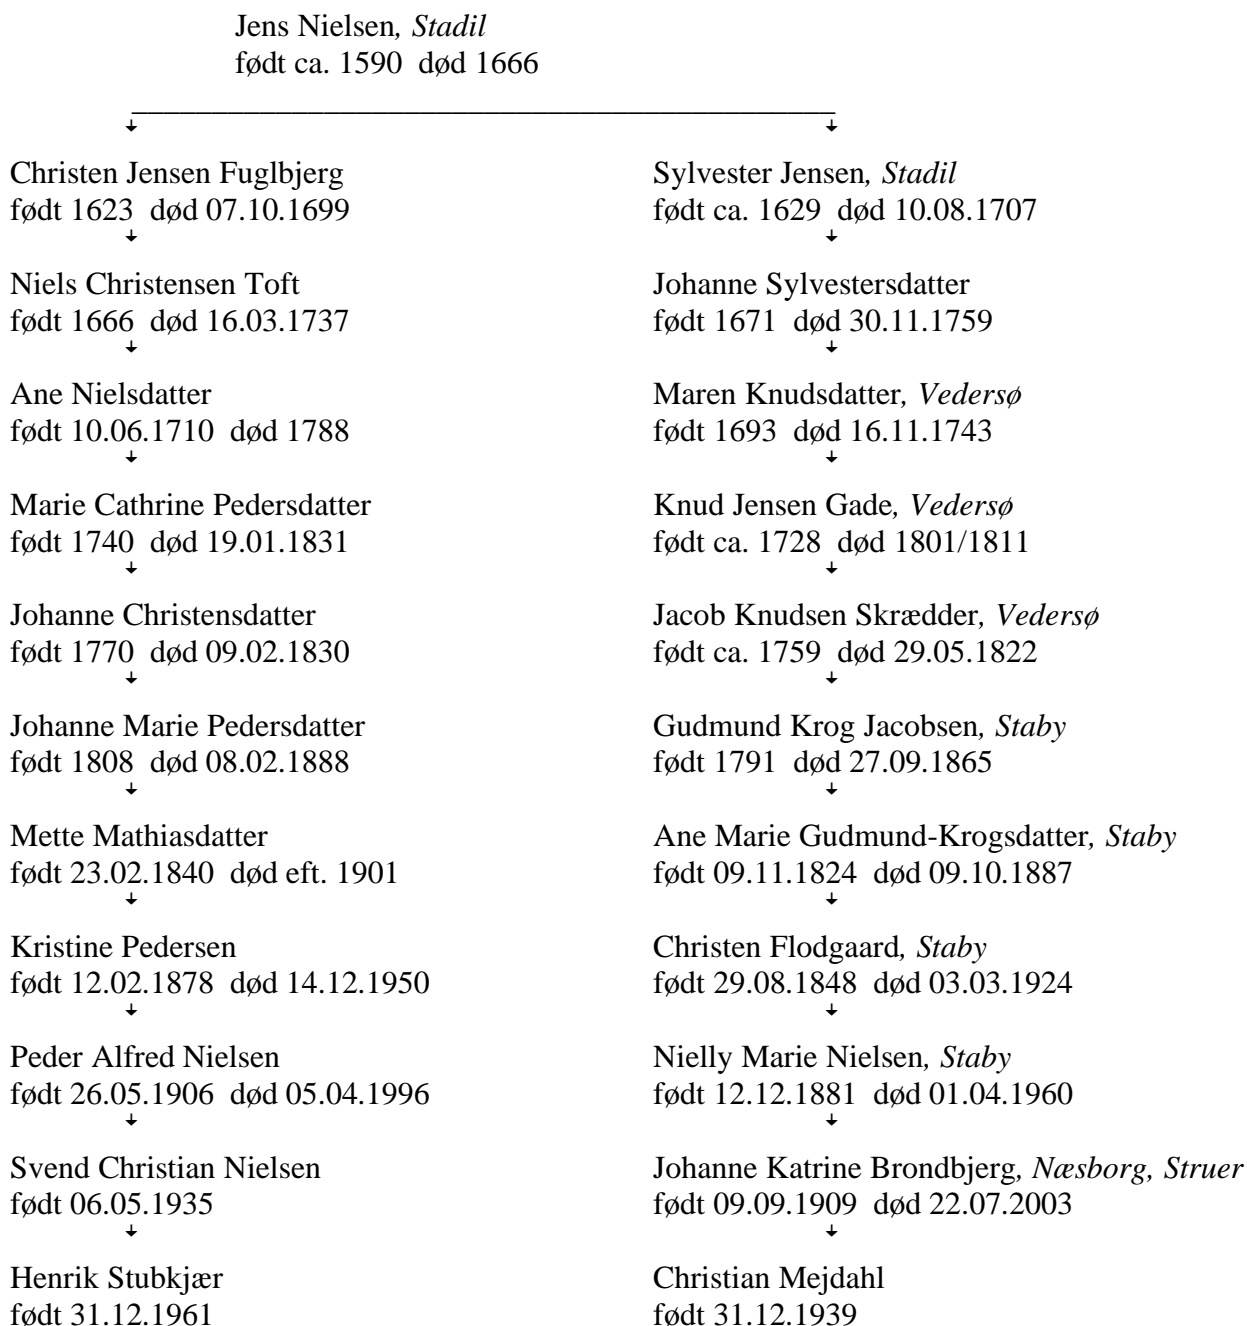 Jens Nielsen, Stadil
født ca. 1590 død 1666
Christen Jensen Fuglbjerg
født 1623 død 07.10.1699
Sylvester Jensen, Stadil
født ca. 1629 død 10.08.1707
Niels Christensen Toft
født 1666 død 16.03.1737
Johanne Sylvestersdatter
født 1671 død 30.11.1759
Ane Nielsdatter
født 10.06.1710 død 1788
Maren Knudsdatter, Vedersø
født 1693 død 16.11.1743
Marie Cathrine Pedersdatter
født 1740 død 19.01.1831
Knud Jensen Gade, Vedersø
født ca. 1728 død 1801/1811
Johanne Christensdatter
født 1770 død 09.02.1830
Jacob Knudsen Skrædder, Vedersø
født ca. 1759 død 29.05.1822
Johanne Marie Pedersdatter
født 1808 død 08.02.1888
Gudmund Krog Jacobsen, Staby
født 1791 død 27.09.1865
Mette Mathiasdatter
født 23.02.1840 død eft. 1901
Ane Marie Gudmund-Krogsdatter, Staby
født 09.11.1824 død 09.10.1887
Kristine Pedersen
født 12.02.1878 død 14.12.1950
Christen Flodgaard, Staby
født 29.08.1848 død 03.03.1924
Peder Alfred Nielsen
født 26.05.1906 død 05.04.1996
Nielly Marie Nielsen, Staby
født 12.12.1881 død 01.04.1960
Svend Christian Nielsen
født 06.05.1935
Johanne Katrine Brondbjerg, Næsborg, Struer
født 09.09.1909 død 22.07.2003
Henrik Stubkjær
født 31.12.1961
Christian Mejdahl
født 31.12.1939